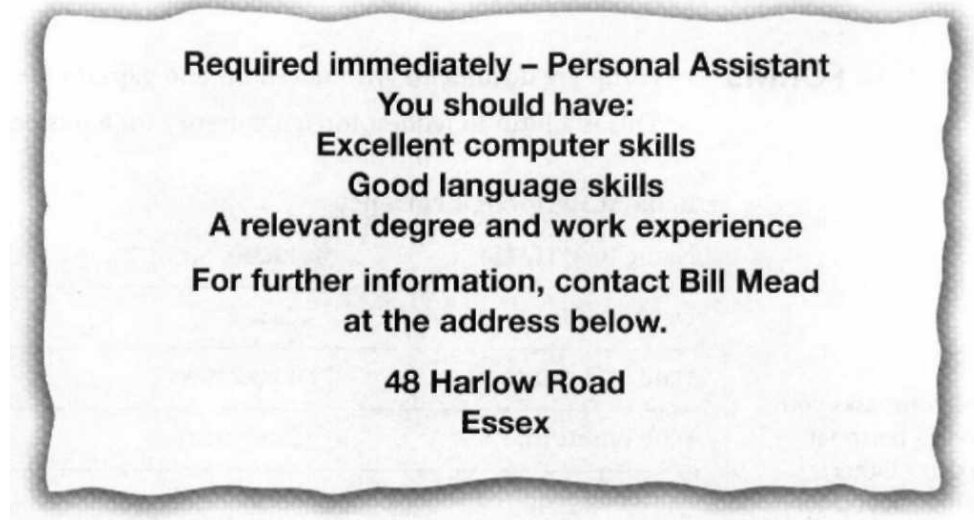 Required immediately – Personal Assistant
You should have:
Excellent computer skills
Good language skills
A relevant degree and work experience
For further information, contact Bill Mead
at the address below.
48 Harlow Road
Essex